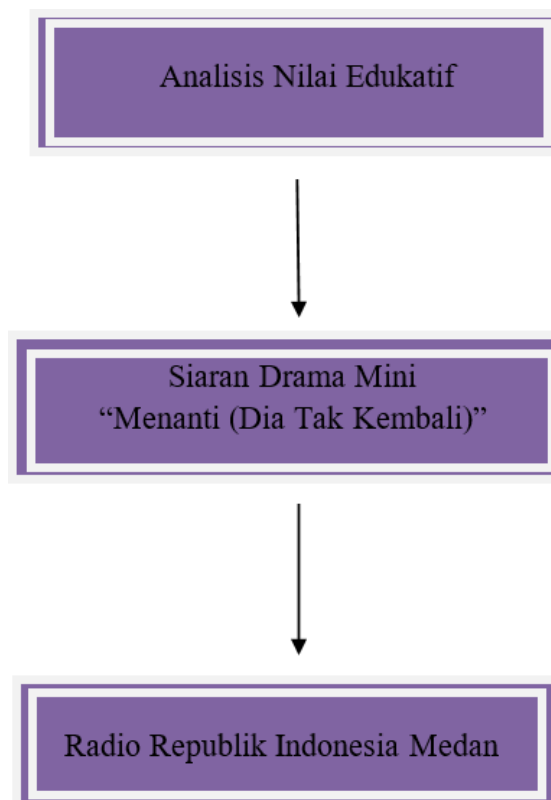 Analisis Nilai Edukatif
Siaran Drama Mini
“Menanti (Dia Tak Kembali)”
Radio Republik Indonesia Medan